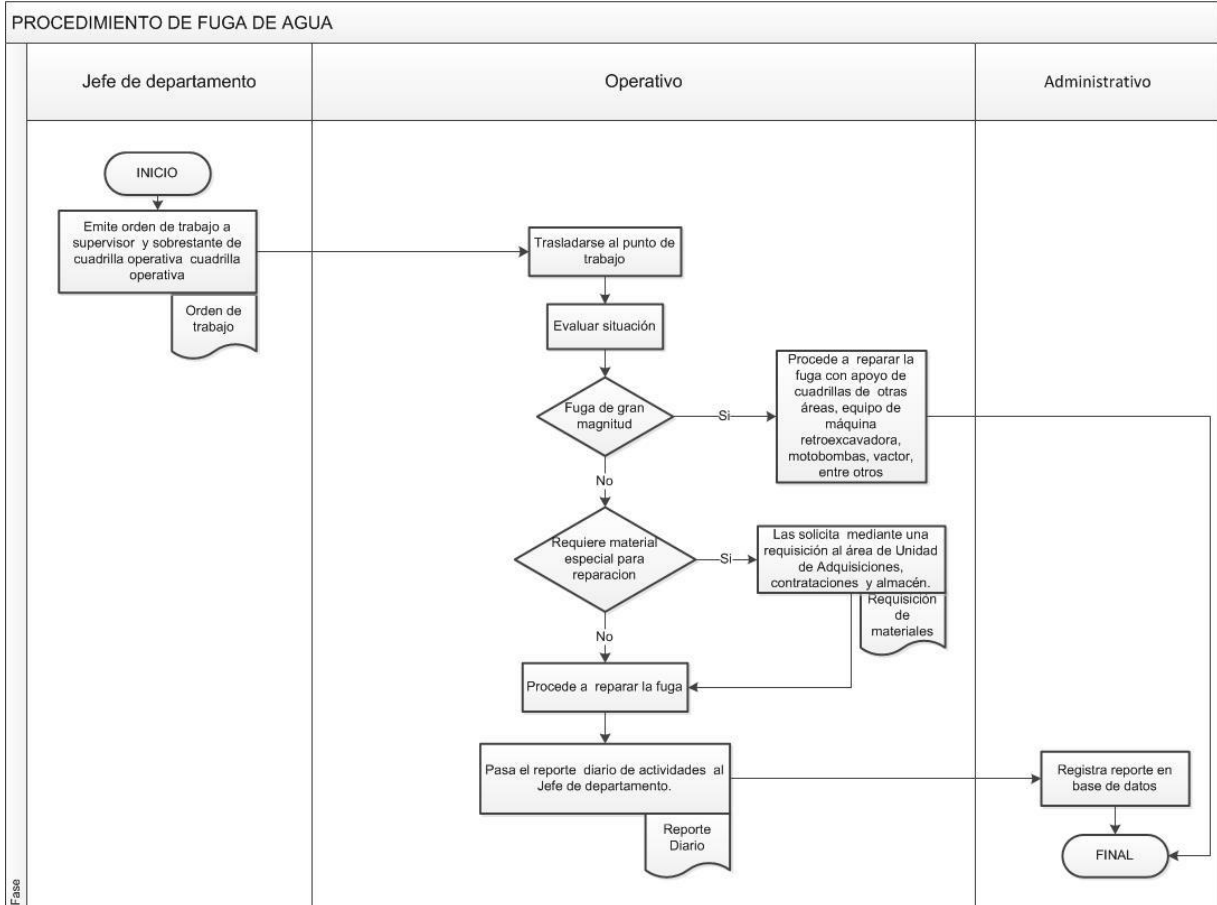 PROCEDIMIENTO DE FUGA DE AGUA
Jefe de departamento
Operativo
Administrativo
INICIO
Emite orden de trabajo a
supervisor y sobrestante de
cuadrilla operativa cuadrilla
operativa
Orden de
trabajo
Trasladarse al punto de
trabajo
Evaluar situación
Fuga de gran
magnitud
Si
Procede a reparar la
fuga con apoyo de
cuadrillas de otras
áreas, equipo de
máquina
retroexcavadora,
motobombas, vactor,
entre otros
No
Requiere material
especial para
reparacion
Si
Las solicita mediante una
requisición al área de Unidad
de Adquisiciones,
contrataciones y almacén.
Requisición
de
materiales
No
Procede a reparar la fuga
Pasa el reporte diario de actividades al
Jefe de departamento.
Reporte
Diario
Registra reporte en
base de datos
FINAL
Fase